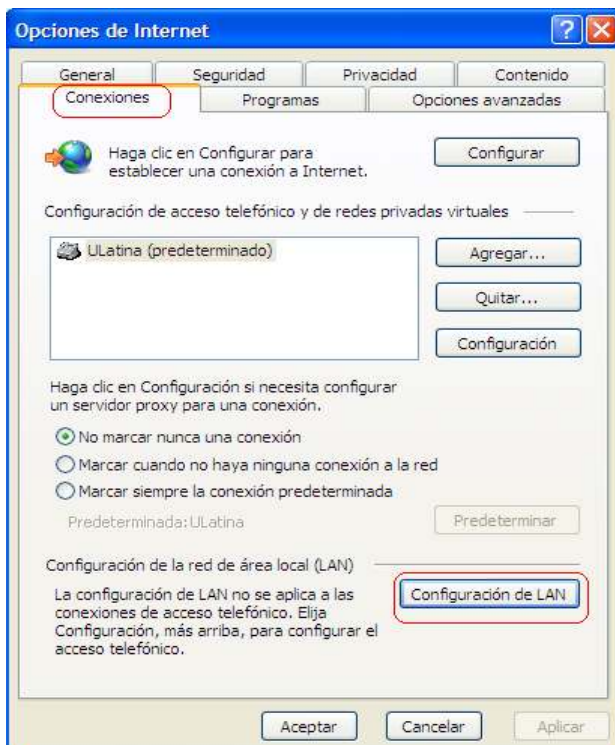 Opciones de Internet
General
Seguridad
Privacidad
Contenido
Conexiones
Programas
Opciones avanzadas
Haga clic en Configurar para
establecer una conexión a Internet.
Configurar
Configuración de acceso telefónico y de redes privadas virtuales
ULatina (predeterminado)
Agregar...
Quitar...
Configuración
Haga clic en Configuración si necesita configurar
un servidor proxy para una conexión.
No marcar nunca una conexión
Marcar cuando no haya ninguna conexión a la red
Marcar siempre la conexión predeterminada
Predeterminada:ULatina
Predeterminar
Configuración de la red de área local (LAN)
La configuración de LAN no se aplica a las
conexiones de acceso telefónico. Elija
Configuración, más arriba, para configurar el
acceso telefónico.
Configuración de LAN
Aceptar
Cancelar
Aplicar